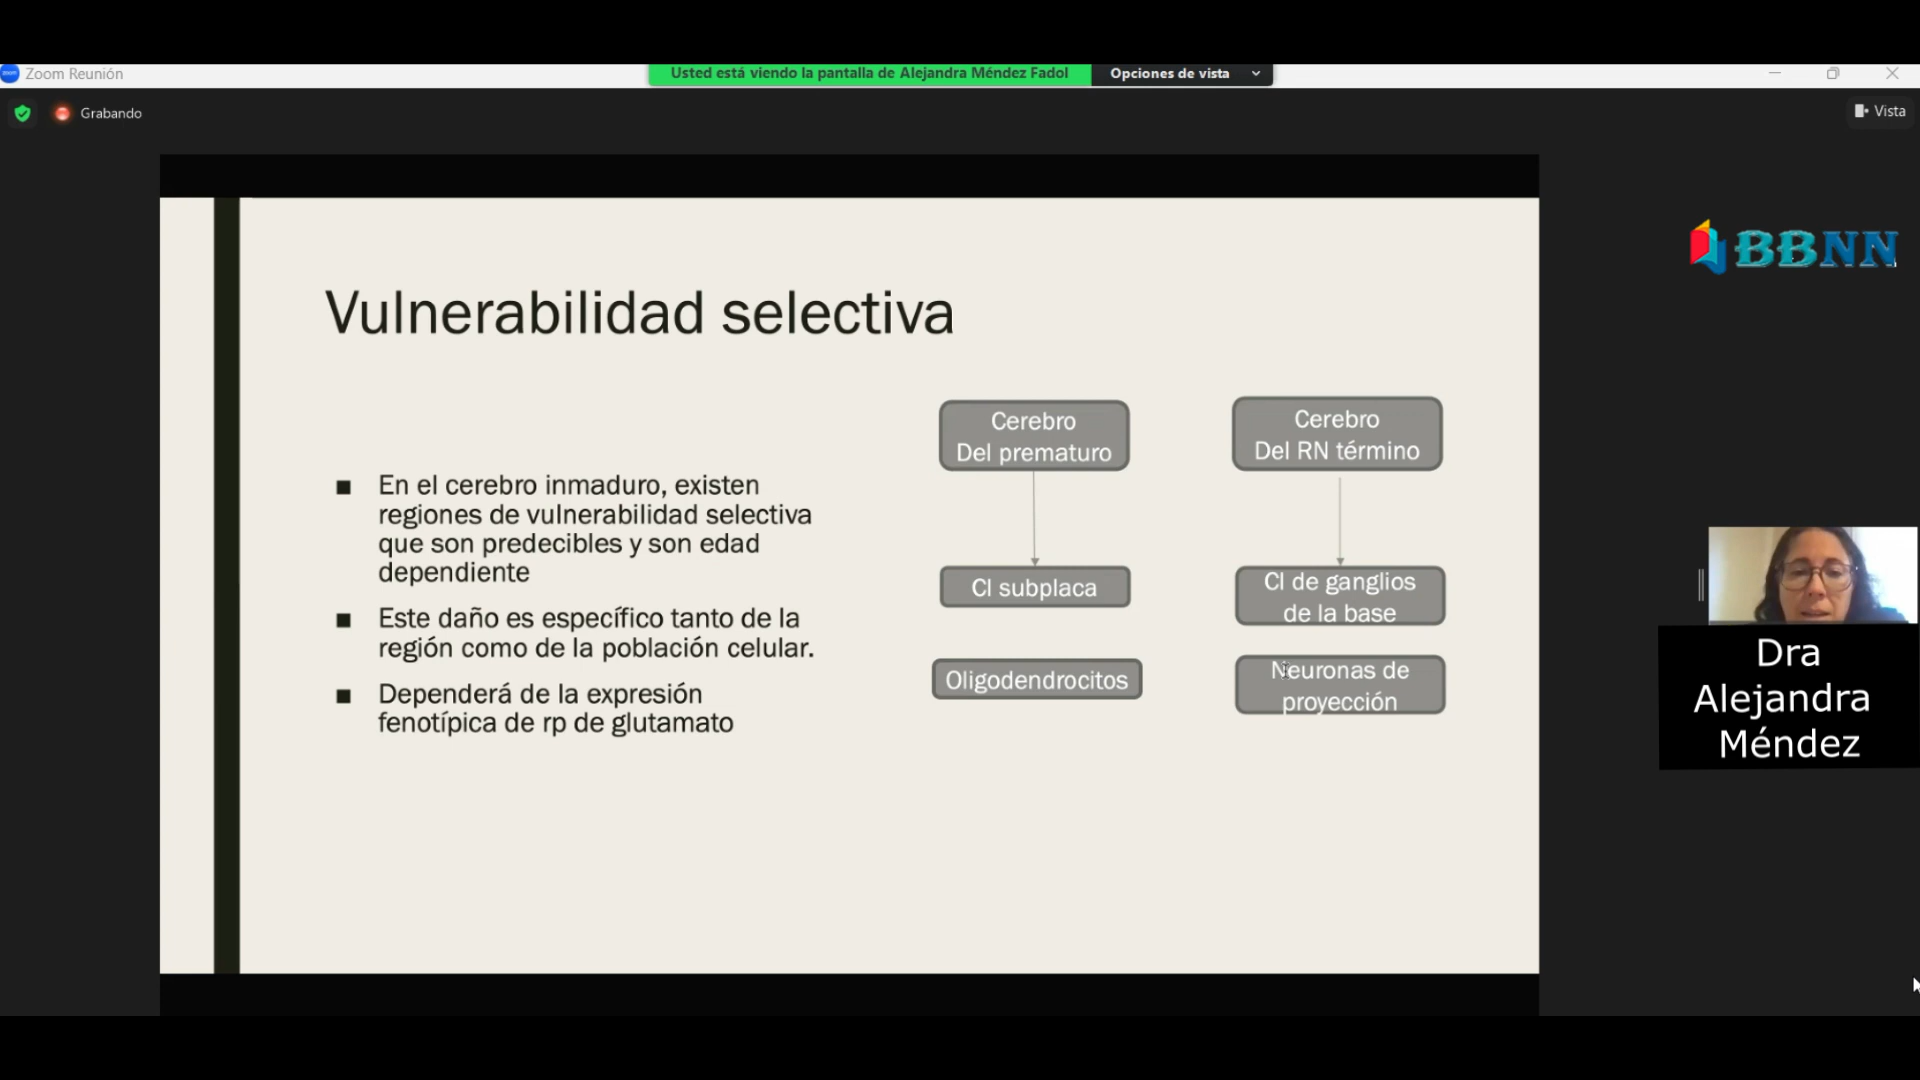 Zoom Reunión
Usted está viendo la pantalla de Alejandra Méndez Fadol
Opciones de vista
Grabando
Vista
BBNN
Vulnerabilidad selectiva
En el cerebro inmaduro, existen
regiones de vulnerabilidad selectiva
que son predecibles y son edad
dependiente
Este daño es específico tanto de la
región como de la población celular.
Dependerá de la expresión
fenotípica de rp de glutamato
Cerebro
Del prematuro
Cl subplaca
Oligodendrocitos
Cerebro
Del RN término
Cl de ganglios
de la base
Neuronas de
proyección
Dra
Alejandra
Méndez